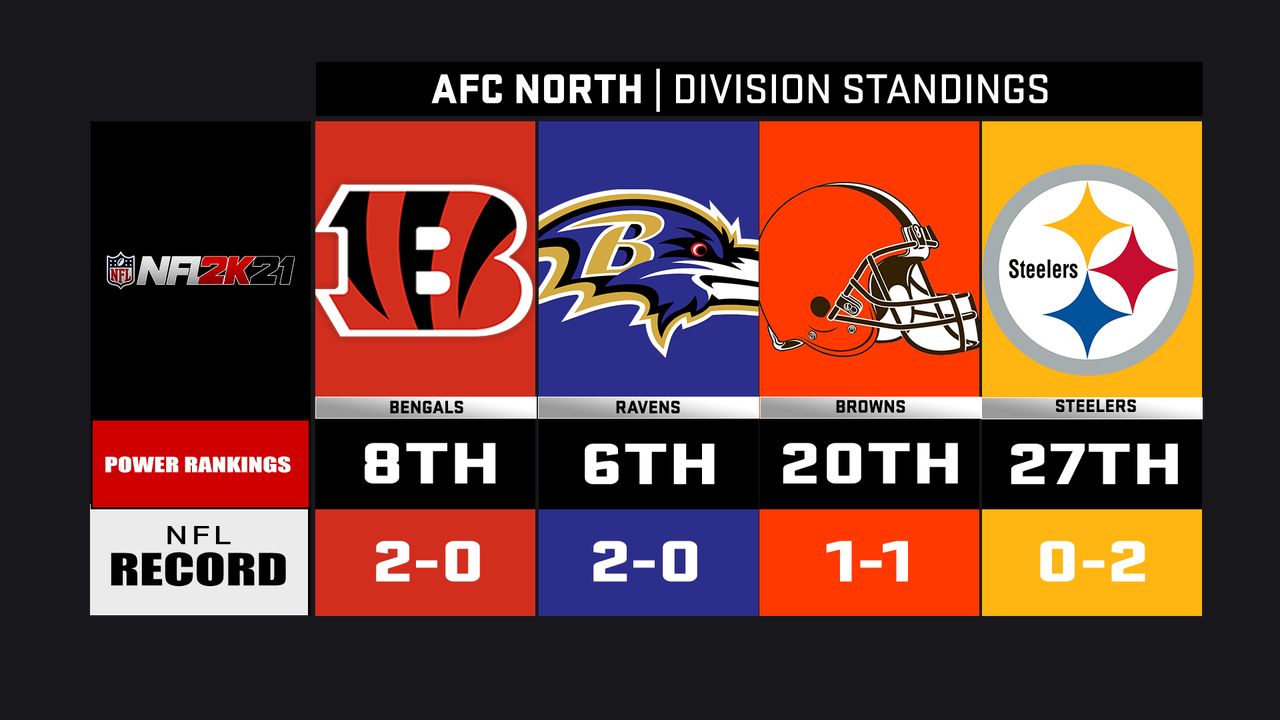 AFC NORTH | DIVISION STANDINGS
NFL NFL2K21
B
Steelers
BENGALS RAVENS BROWNS STEELERS
POWER RANKINGS 8TH 6TH 20TH 27TH
NFL
RECORD 2-0 2-0 1-1 0-2